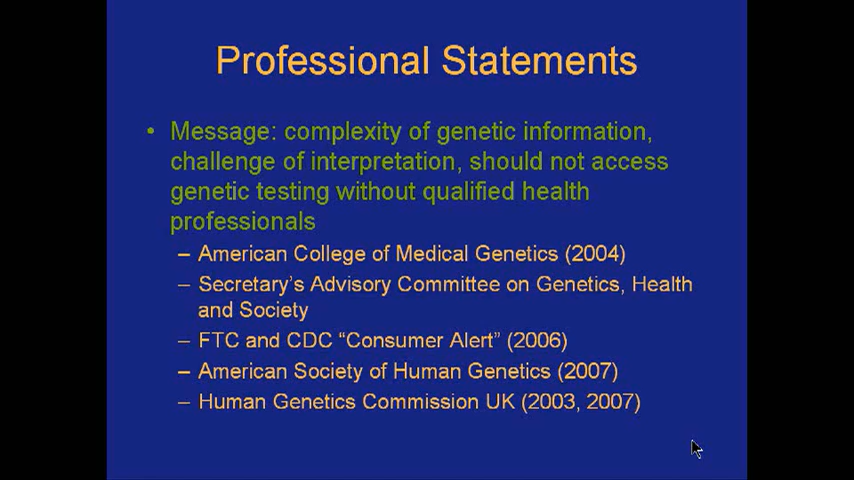 Professional Statements
• Message: complexity of genetic information,
challenge of interpretation, should not access
genetic testing without qualified health
professionals
– American College of Medical Genetics (2004)
– Secretary's Advisory Committee on Genetics, Health
and Society
– FTC and CDC “Consumer Alert” (2006)
– American Society of Human Genetics (2007)
– Human Genetics Commission UK (2003, 2007)